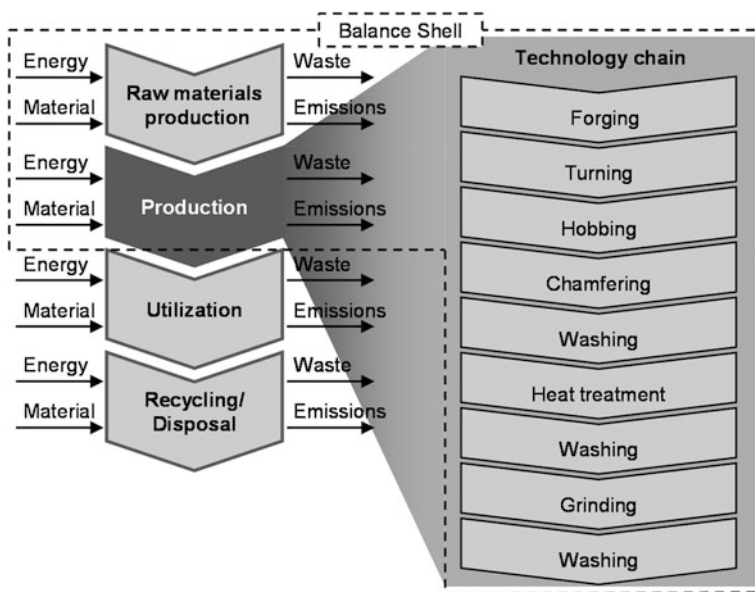 Balance Shell
Energy
Material
Raw materials
production
Waste
Emissions
Energy
Material
Production
Waste
Emissions
Energy
Material
Utilization
Waste
Emissions
Energy
Material
Recycling/
Disposal
Waste
Emissions
Technology chain
Forging
Turning
Hobbing
Chamfering
Washing
Heat treatment
Washing
Grinding
Washing